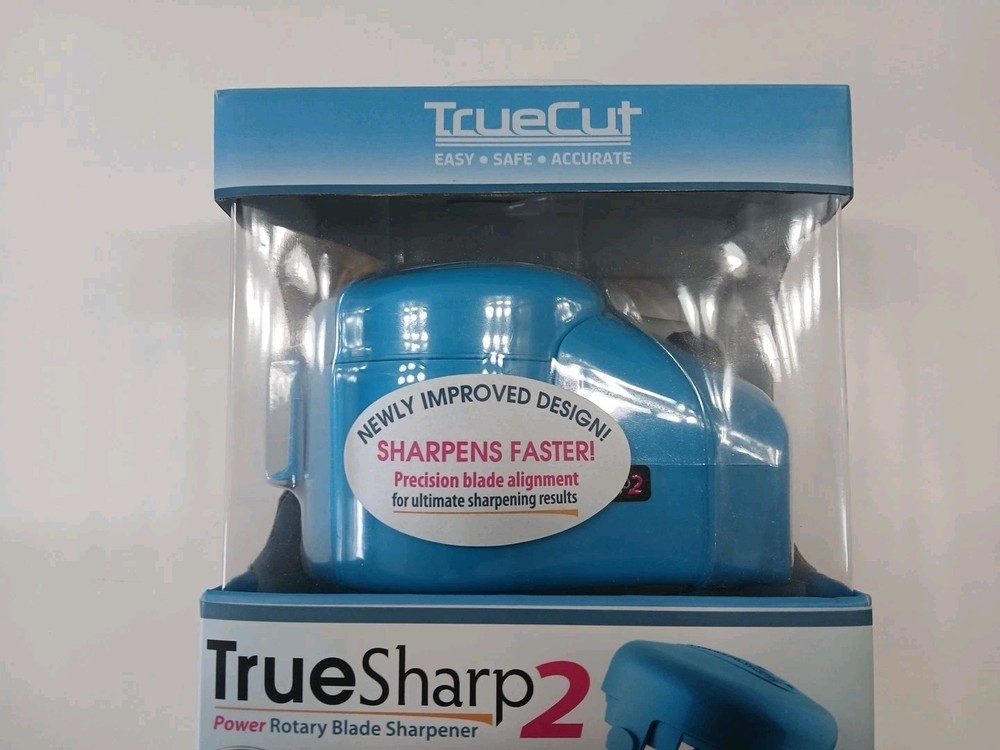 TrueCut
EASY • SAFE • ACCURATE
NEWLY IMPROVED DESIGN!
SHARPENS FASTER!
Precision blade alignment
for ultimate sharpening results
2
TrueSharp2
Power Rotary Blade Sharpener